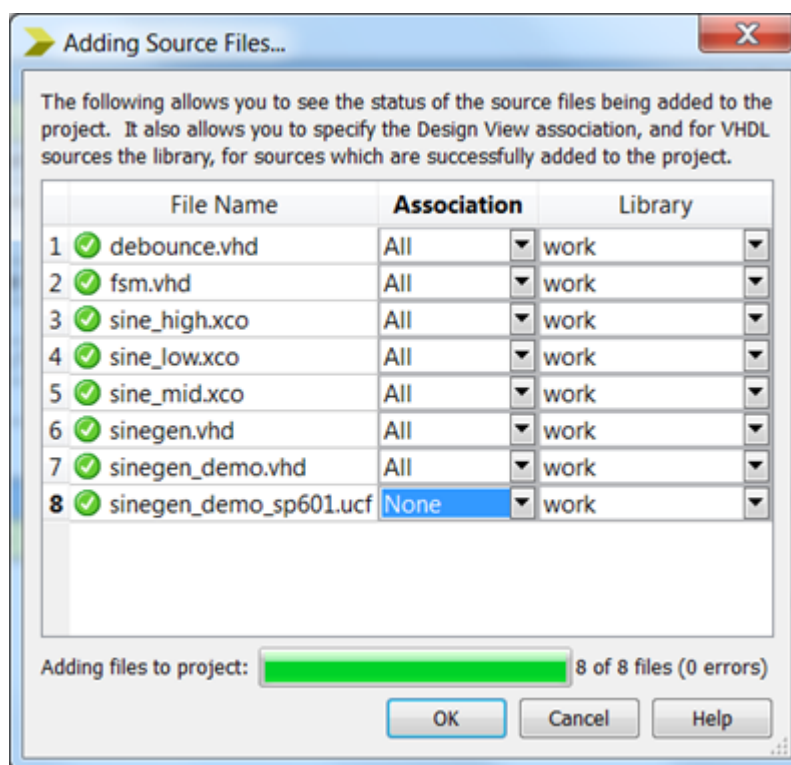 Adding Source Files...
The following allows you to see the status of the source files being added to the
project. It also allows you to specify the Design View association, and for VHDL
sources the library, for sources which are successfully added to the project.
File Name Association Library
1 debounce.vhd All work
2 fsm.vhd All work
3 sine_high.xco All work
4 sine_low.xco All work
5 sine_mid.xco All work
6 sinegen.vhd All work
7 sinegen_demo.vhd All work
8 sinegen_demo_sp601.ucf None work
Adding files to project: 8 of 8 files (0 errors)
OK Cancel Help